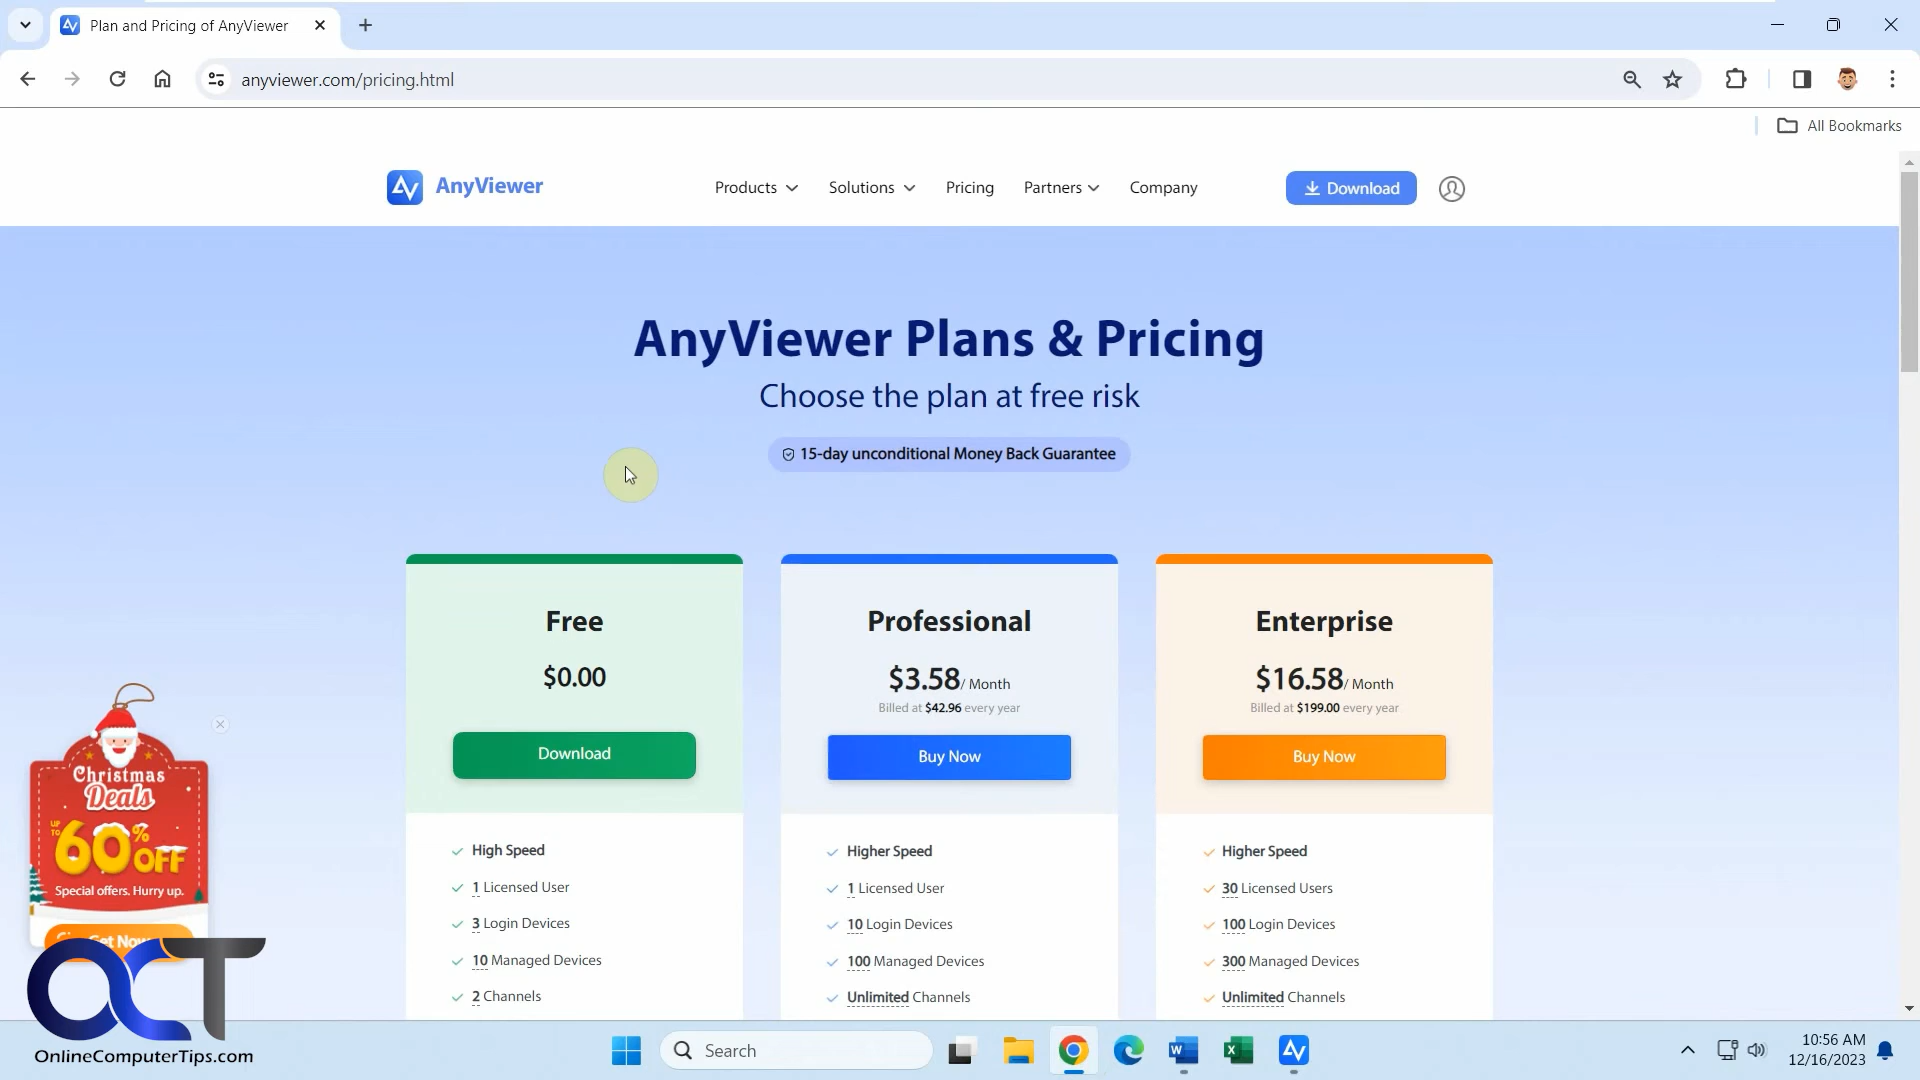 Plan and Pricing of AnyViewer
anyviewer.com/pricing.html
All Bookmarks
AnyViewer
Products
Solutions
Pricing
Partners
Company
Download
AnyViewer Plans & Pricing
Choose the plan at free risk
15-day unconditional Money Back Guarantee
Free
$0.00
Download
High Speed
1 Licensed User
3 Login Devices
10 Managed Devices
2 Channels
Professional
$3.58/ Month
Billed at $42.96 every year
Buy Now
Higher Speed
1 Licensed User
10 Login Devices
100 Managed Devices
Unlimited Channels
Enterprise
$16.58/ Month
Billed at $199.00 every year
Buy Now
Higher Speed
30 Licensed Users
100 Login Devices
300 Managed Devices
Unlimited Channels
Christmas
Deals
UP TO 60% OFF
Special offers. Hurry up.
Get Now
OCT
OnlineComputerTips.com
Search
10:56 AM
12/16/2023